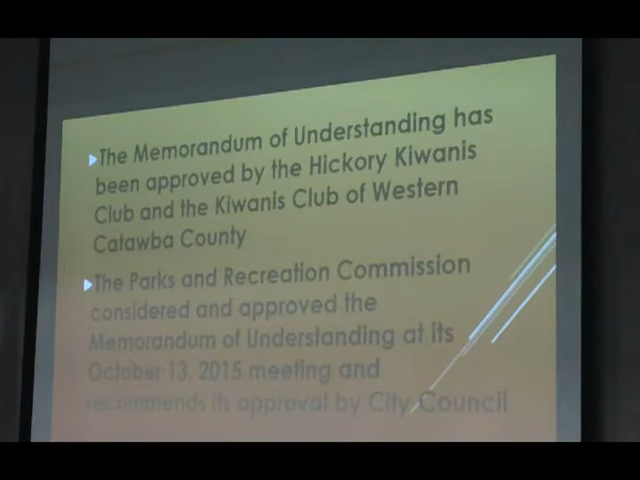 The Memorandum of Understanding has
been approved by the Hickory Kiwanis
Club and the Kiwanis Club of Western
Catawba County
The Parks and Recreation Commission
considered and approved the
Memorandum of Understanding at its
October 13, 2015 meeting and
recommends its approval by City Council